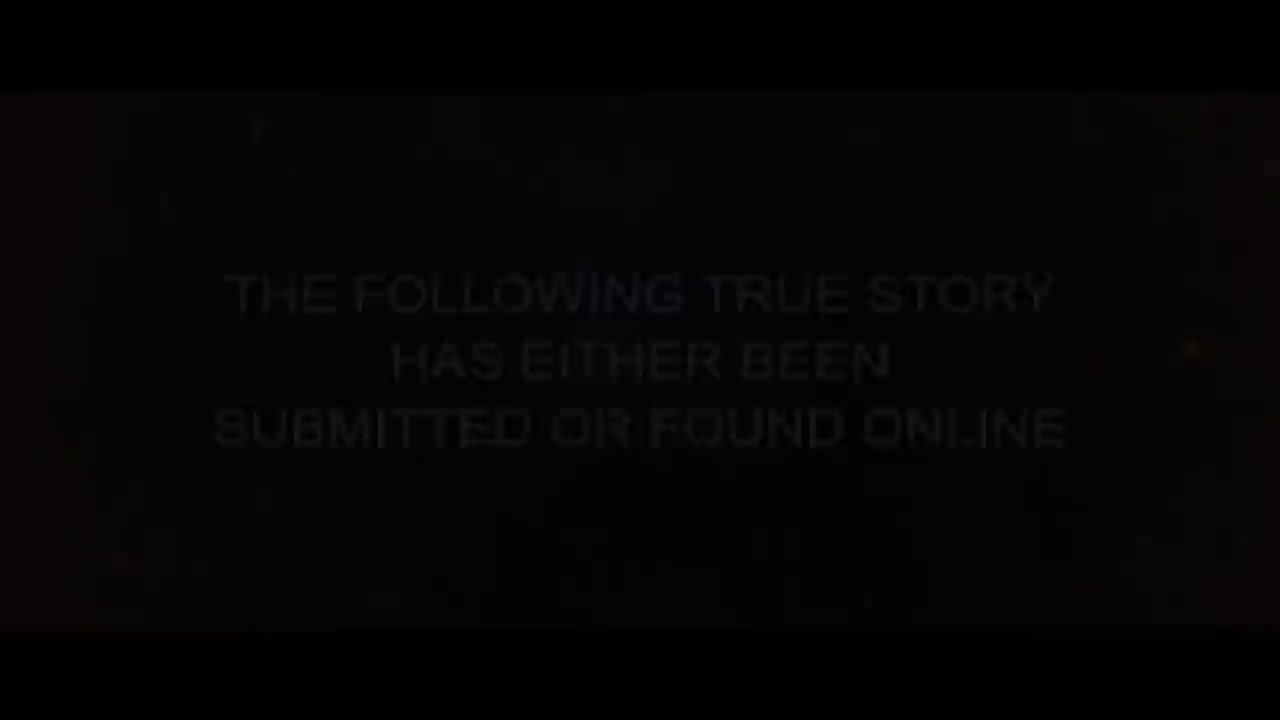 THE FOLLOWING TRUE STORY
HAS EITHER BEEN
SUBMITTED OR FOUND ONLINE